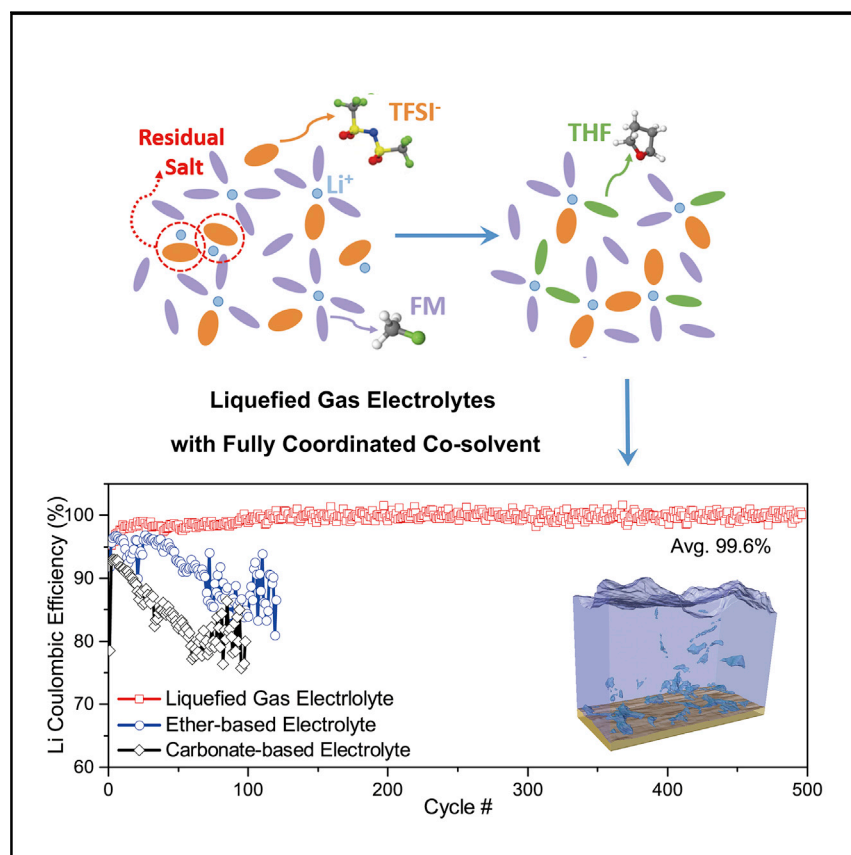 TFSI-
THF
Residual
Salt
Li+
FM
Liquefied Gas Electrolytes
with Fully Coordinated Co-solvent
Li Coulombic Efficiency (%)
100
90
80
70
60
Avg. 99.6%
Liquefied Gas Electrlolyte
Ether-based Electrolyte
Carbonate-based Electrolyte
0
100
200
300
400
500
Cycle #